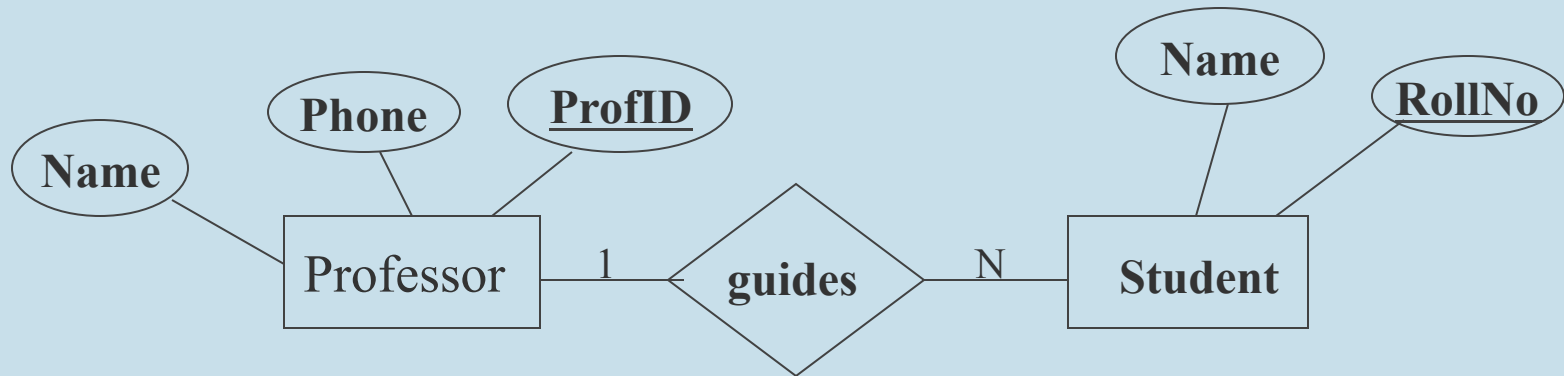 Name
Phone
ProfID
Name
RollNo
Professor
1
guides
N
Student